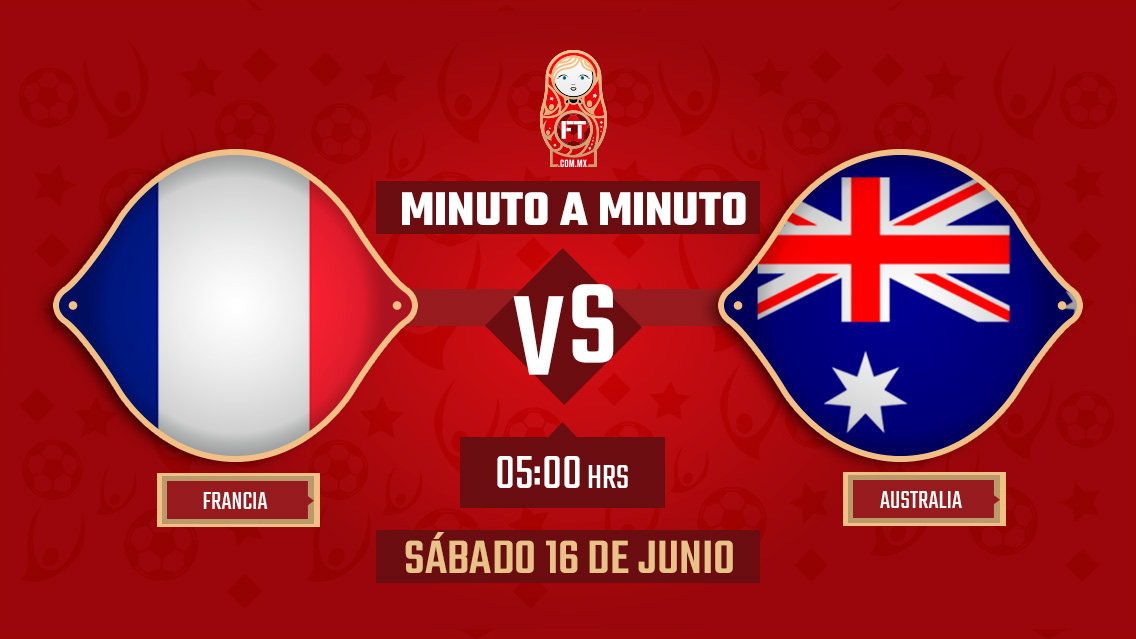 FT
.COM.MX
MINUTO A MINUTO
VS
FRANCIA
AUSTRALIA
05:00 HRS
SÁBADO 16 DE JUNIO